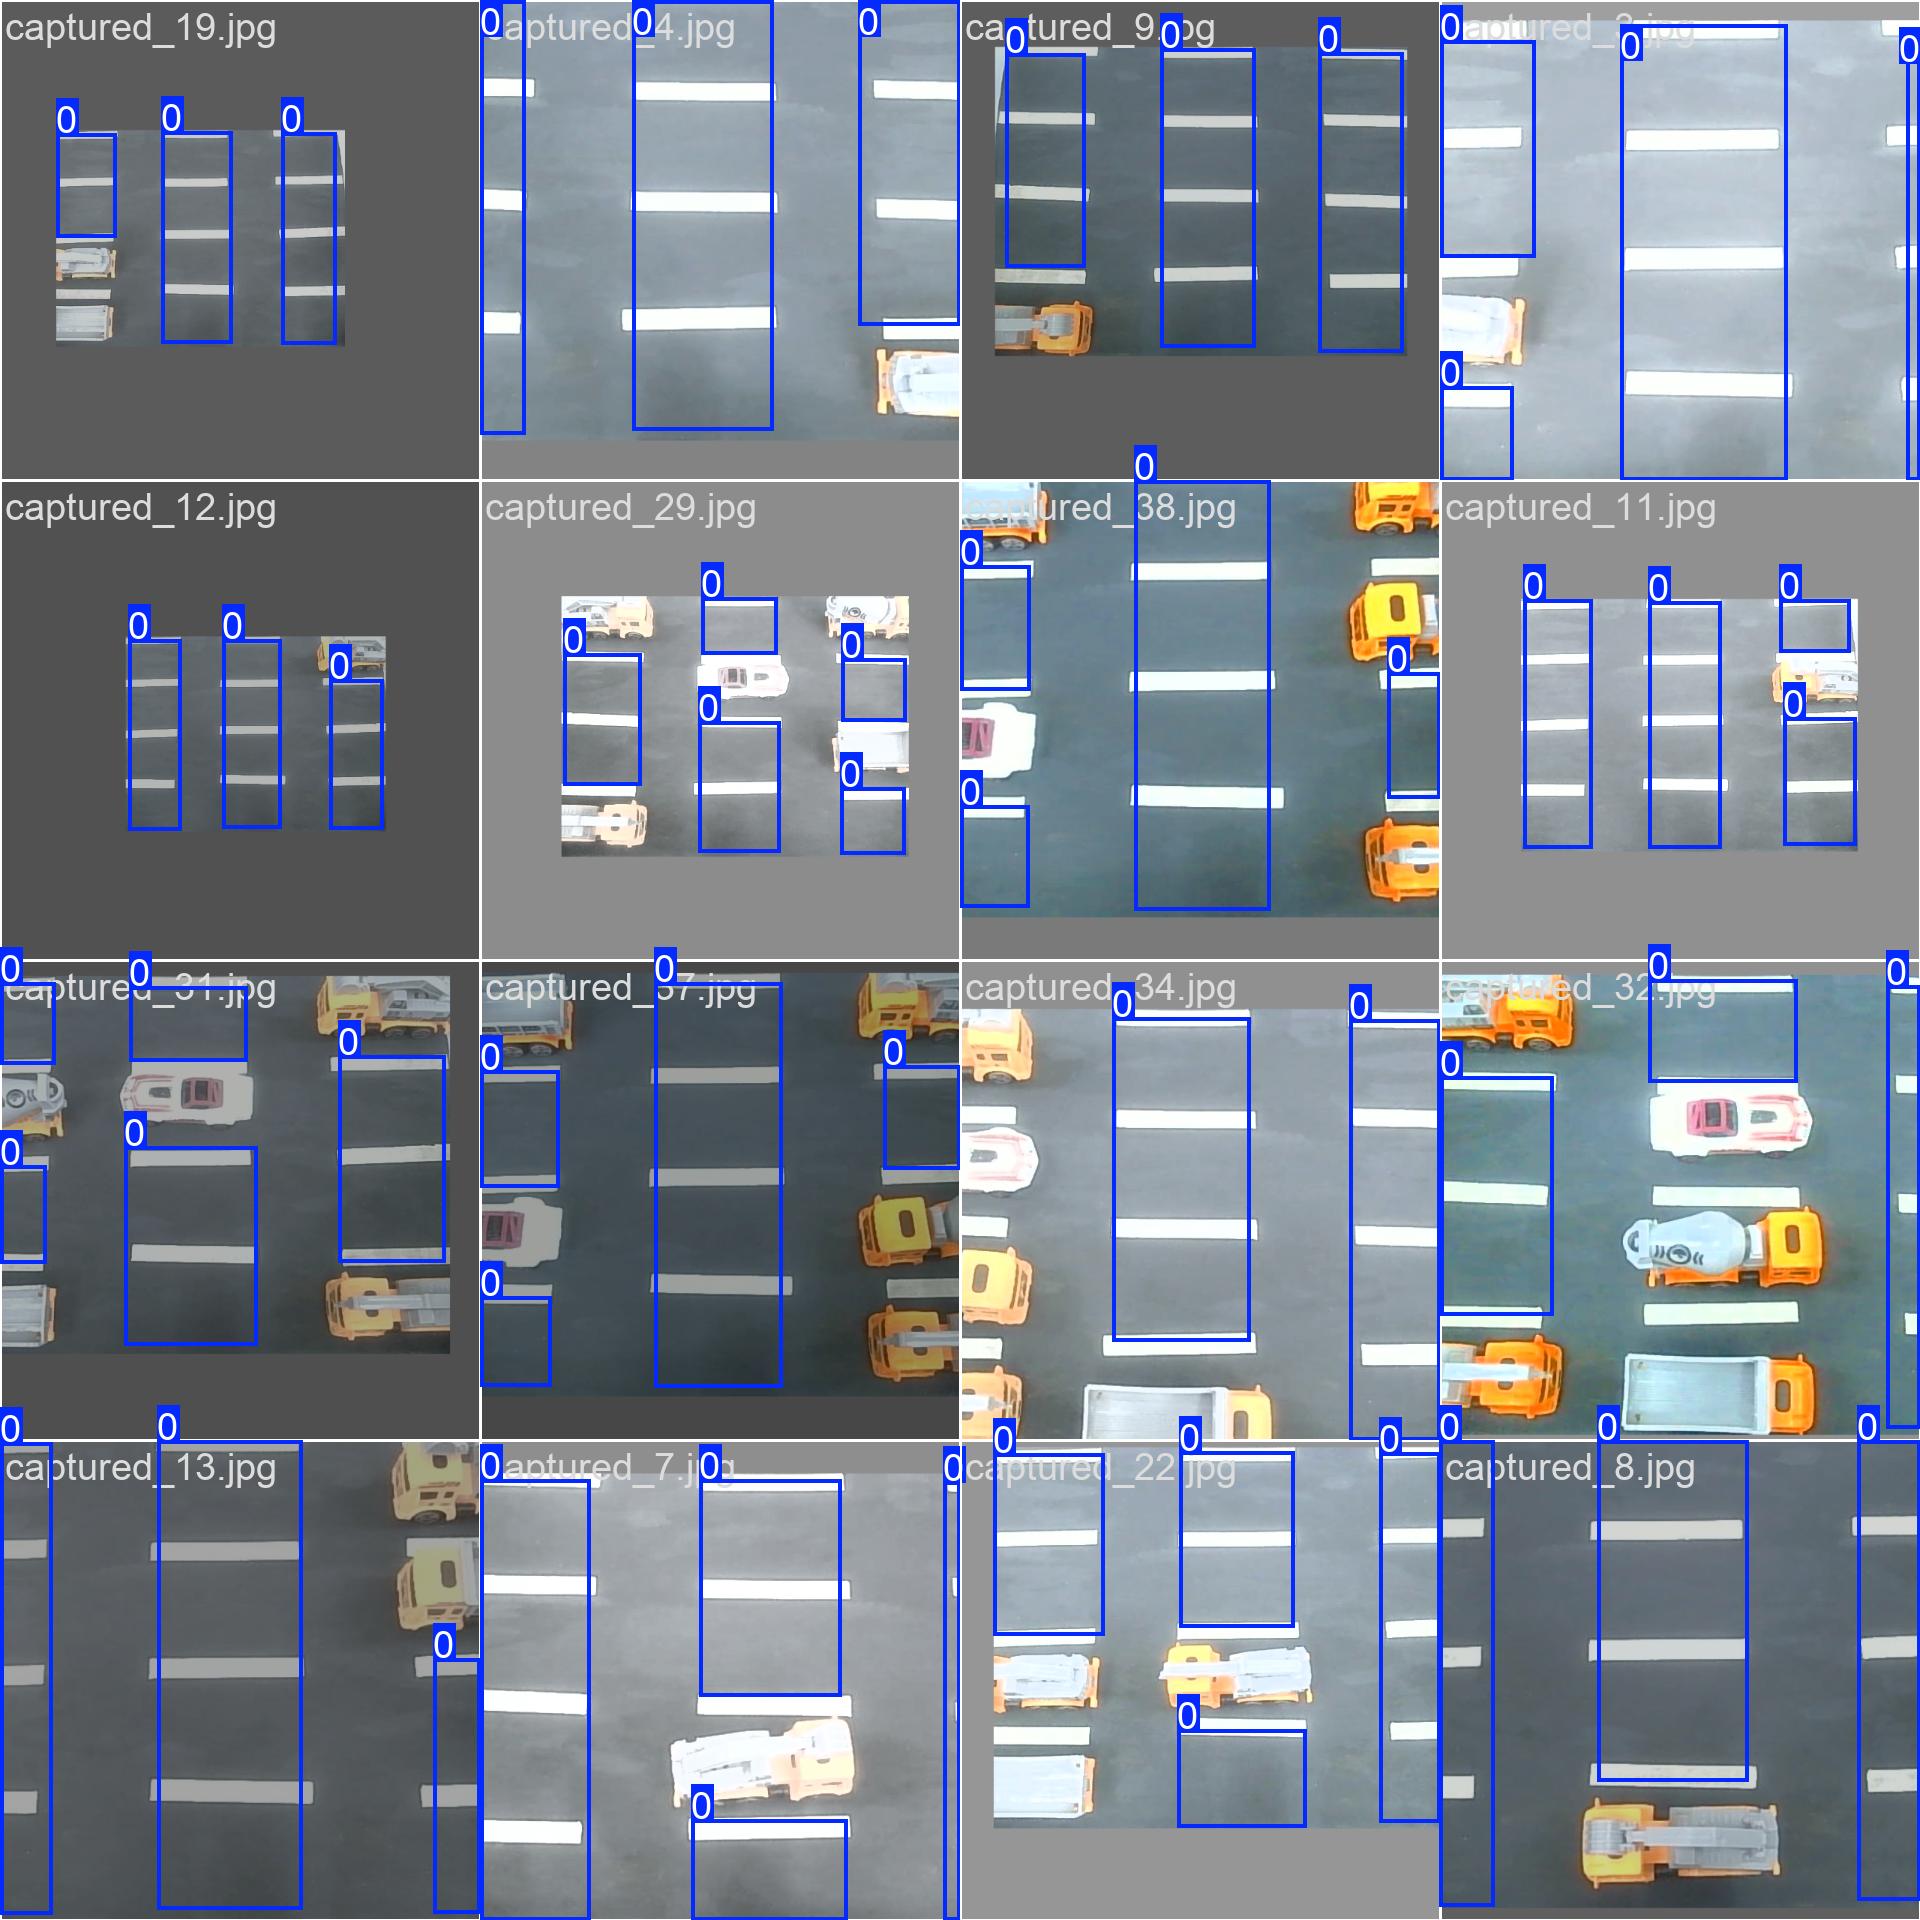 captured_19.jpg
captured_4.jpg
captured_9.jpg
captured_3.jpg
0 0 0
0 0 0
0 0 0
0 0 0
0
captured_12.jpg
captured_29.jpg
captured_38.jpg
captured_11.jpg
0 0 0
0 0 0 0 0 0
0 0 0 0
0 0 0 0
captured_31.jpg
captured_37.jpg
captured_34.jpg
captured_32.jpg
0 0 0 0 0
0 0 0 0
0 0
0 0 0
captured_13.jpg
captured_7.jpg
captured_22.jpg
captured_8.jpg
0 0 0
0 0 0 0
0 0 0 0
0 0 0